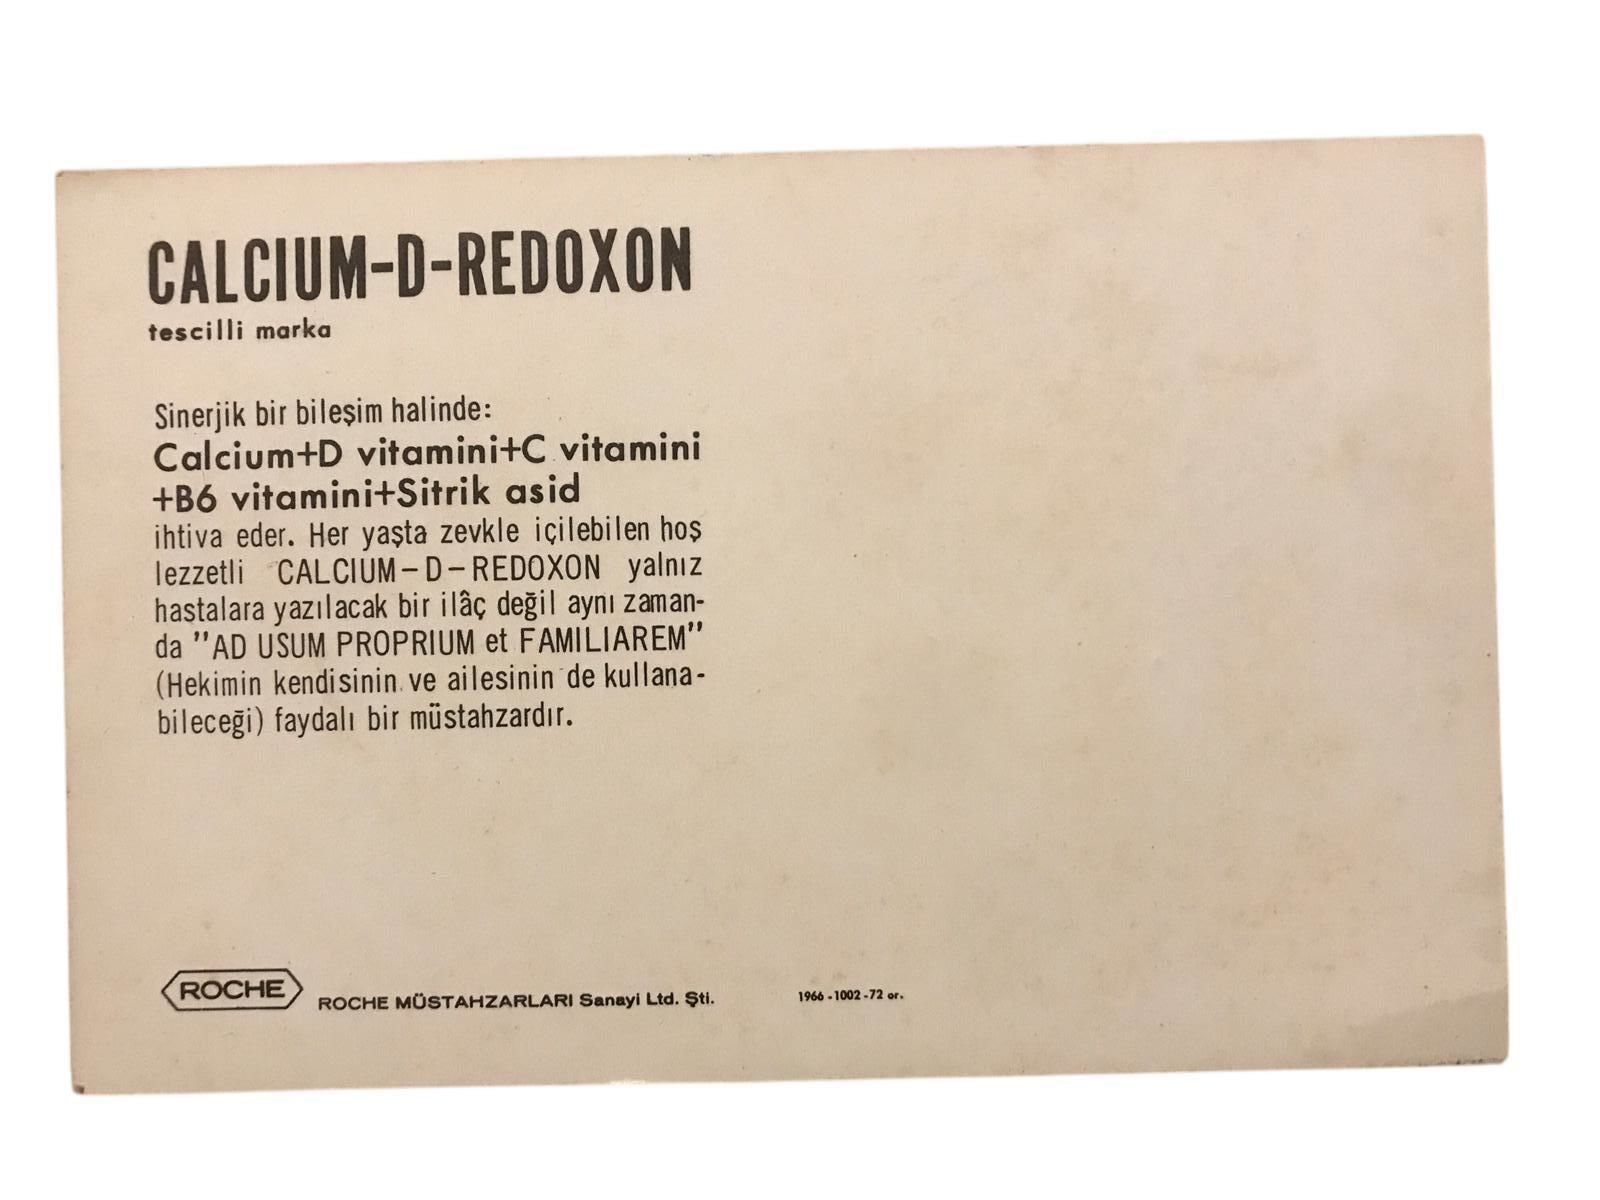 CALCIUM-D-REDOXON
tescilli marka
Sinerjik bir bileşim halinde:
Calcium+D vitamini+C vitamini
+B6 vitamini+Sitrik asid
ihtiva eder. Her yaşta zevkle içilebilen hoş
lezzetli CALCIUM-D-REDOXON yalnız
hastalara yazılacak bir ilâç değil aynı zaman-
da "AD USUM PROPRIUM et FAMILIAREM"
(Hekimin kendisinin ve ailesinin de kullana-
bileceği) faydalı bir müstahzardır.
ROCHE ROCHE MÜSTAHZARLARI Sanayi Ltd. Şti. 1966-1002-72 or.